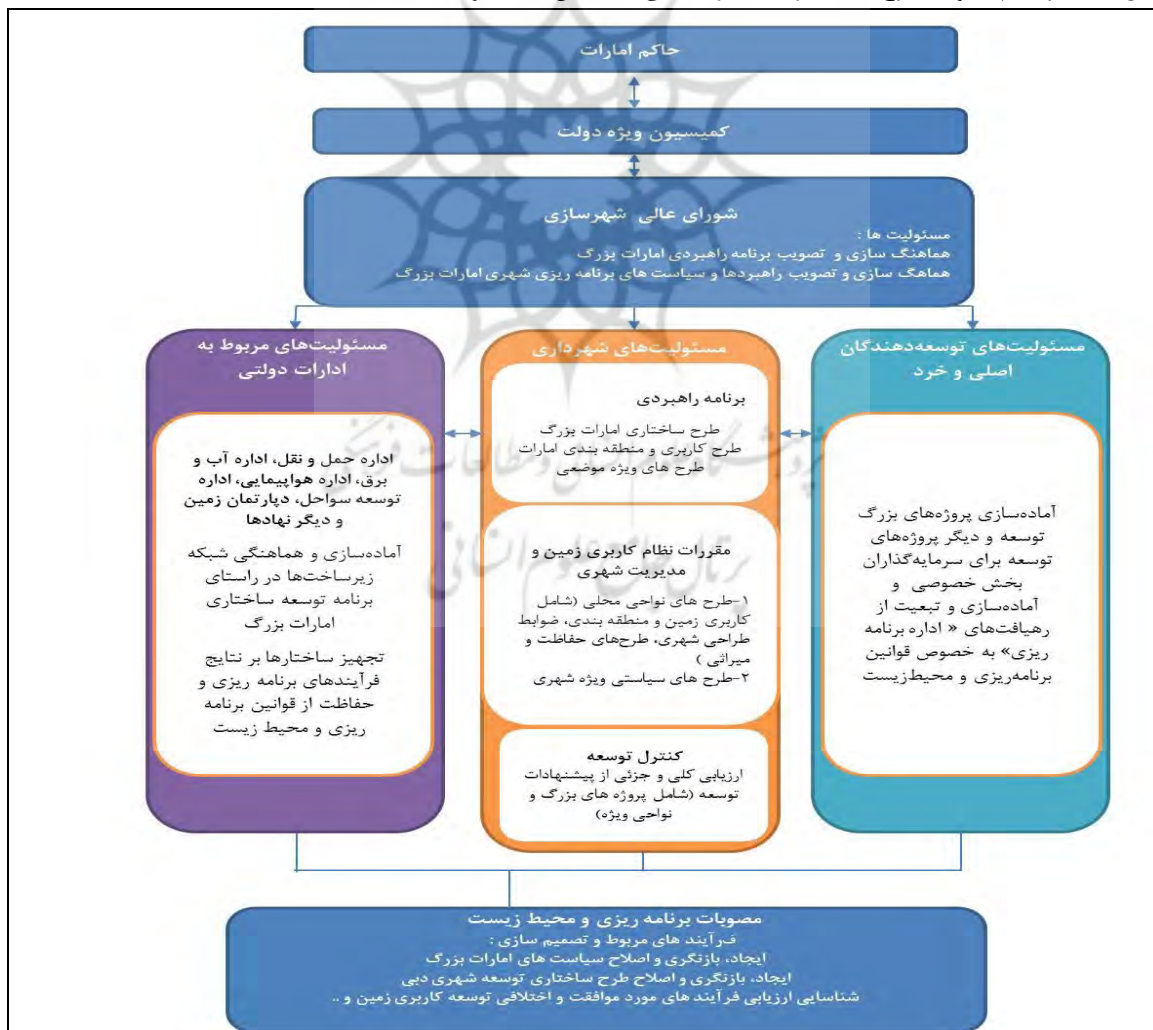 حاکم امارات
کمیسیون ویژه دولت
شورای عالی شهرسازی
مسئولیت ها :
هماهنگ سازی و تصویب برنامه راهبردی امارات بزرگ
هماهگ سازی و تصویب راهبردها و سیاست های برنامه ریزی شهری امارات بزرگ
مسئولیت‌های توسعه‌دهندگان
اصلی و خرد
آماده‌سازی پروژه‌های بزرگ
توسعه و دیگر پروژه‌های
توسعه برای سرمایه‌گذاران
بخش خصوصی و
آماده‌سازی و تبعیت از
رهیافت‌های « اداره برنامه
ریزی» به خصوص قوانین
برنامه‌ریزی و محیط‌زیست
مسئولیت‌های شهرداری
برنامه راهبردی
طرح ساختاری امارات بزرگ
طرح کاربری و منطقه بندی امارات
طرح های ویژه موضعی
مقررات نظام کاربری زمین و
مدیریت شهری
۱-طرح های نواحی محلی (شامل
کاربری زمین و منطقه بندی، ضوابط
طراحی شهری، طرح‌های حفاظت و
میراثی )
۲-طرح های سیاستی ویژه شهری
کنترل توسعه
ارزیابی کلی و جزئی از پیشنهادات
توسعه (شامل پروژه های بزرگ و
نواحی ویژه)
مسئولیت‌های مربوط به
ادارات دولتی
اداره حمل و نقل، اداره آب و
برق، اداره هواپیمایی، اداره
توسعه سواحل، دپارتمان زمین
و دیگر نهادها
آماده‌سازی و هماهنگی شبکه
زیرساخت‌ها در راستای
برنامه توسعه ساختاری
امارات بزرگ
تجهیز ساختارها بر نتایج
فرآیندهای برنامه ریزی و
حفاظت از قوانین برنامه
ریزی و محیط زیست
پژوهشگاه علوم انسانی و مطالعات فرهنگی
پرتال جامع علوم انسانی
مصوبات برنامه ریزی و محیط زیست
فرآیند های مربوط و تصمیم سازی :
ایجاد، بازنگری و اصلاح سیاست های امارات بزرگ
ایجاد، بازنگری و اصلاح طرح ساختاری توسعه شهری دبی
شناسایی ارزیابی فرآیند های مورد موافقت و اختلافی توسعه کاربری زمین و ..